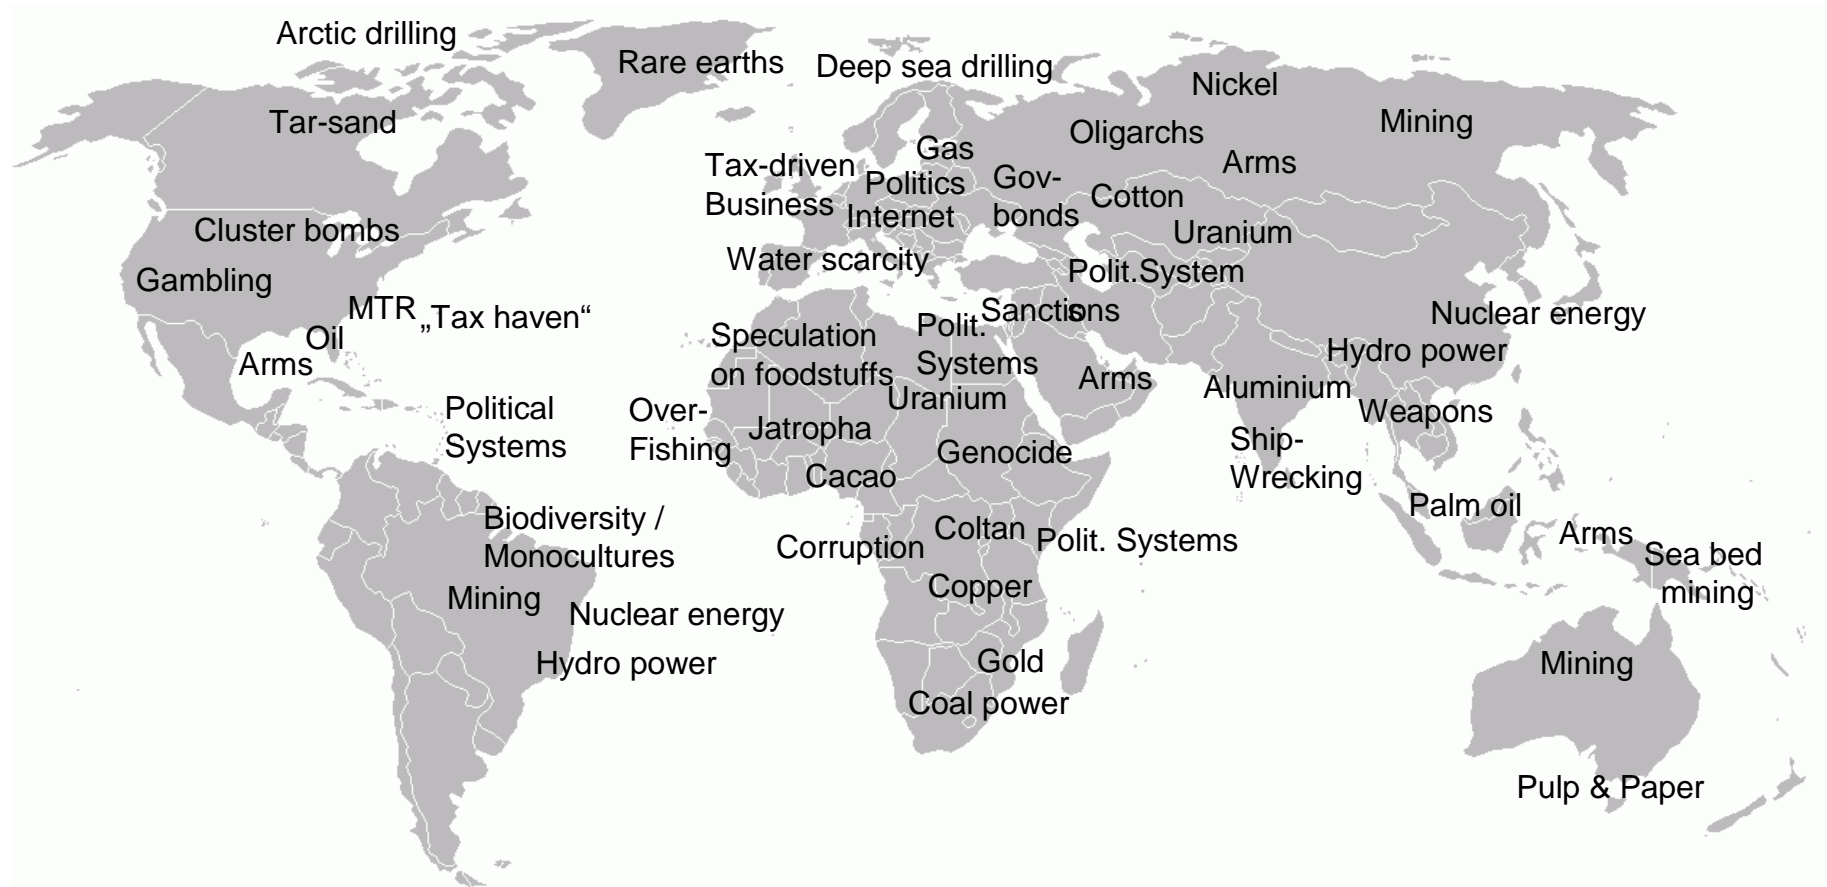 Arctic drilling
Rare earths
Deep sea drilling
Nickel
Tar-sand
Oligarchs
Mining
Gas
Arms
Tax-driven
Business
Politics
Gov-
bonds
Cotton
Internet
Cluster bombs
Uranium
Water scarcity
Polit.System
Gambling
MTR
„Tax haven“
Sanctions
Nuclear energy
Oil
Speculation
on foodstuffs
Polit.
Systems
Hydro power
Arms
Arms
Aluminium
Uranium
Political
Systems
Over-
Fishing
Weapons
Jatropha
Ship-
Wrecking
Genocide
Cacao
Palm oil
Biodiversity /
Monocultures
Coltan
Arms
Corruption
Polit. Systems
Sea bed
mining
Copper
Mining
Nuclear energy
Hydro power
Gold
Mining
Coal power
Pulp & Paper